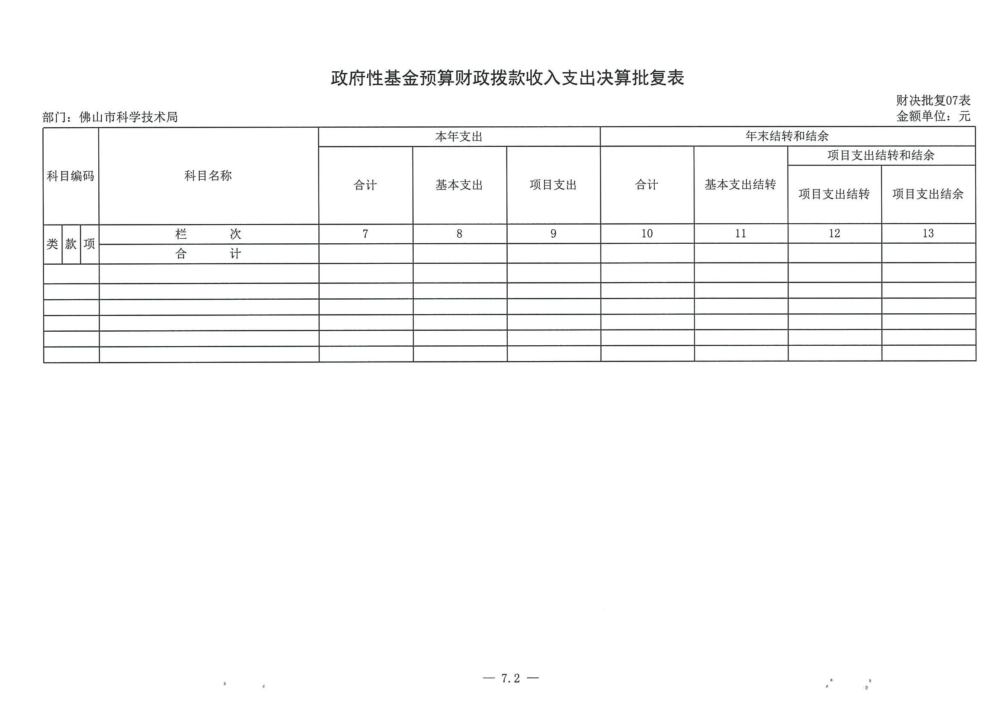 政府性基金预算财政拨款收入支出决算批复表
财决批复07表
部门：佛山市科学技术局
金额单位：元
科目编码 科目名称 本年支出 年末结转和结余
合计 基本支出 项目支出 合计 基本支出结转 项目支出结转和结余
项目支出结转 项目支出结余
类 款 项 栏 次 7 8 9 10 11 12 13
合 计
— 7.2 —